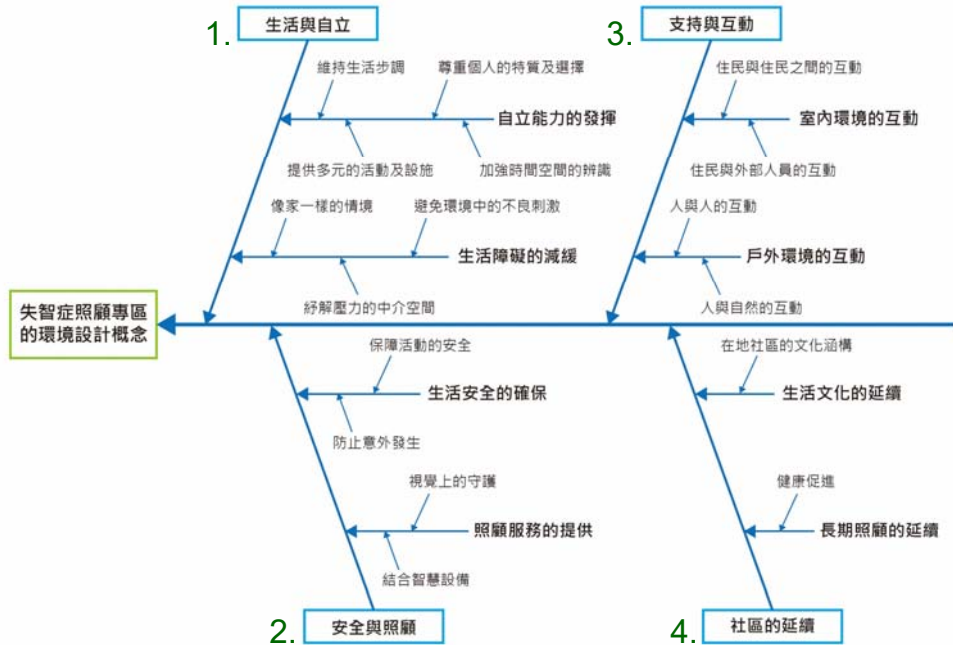 1. 生活與自立
維持生活步調
尊重個人的特質及選擇
自立能力的發揮
提供多元的活動及設施
加強時間空間的辨識
像家一樣的情境
避免環境中的不良刺激
生活障礙的減緩
紓解壓力的中介空間
3. 支持與互動
住民與住民之間的互動
室內環境的互動
住民與外部人員的互動
人與人的互動
戶外環境的互動
人與自然的互動
失智症照顧專區
的環境設計概念
保障活動的安全
生活安全的確保
防止意外發生
視覺上的守護
照顧服務的提供
結合智慧設備
2. 安全與照顧
在地社區的文化涵構
生活文化的延續
健康促進
長期照顧的延續
4. 社區的延續